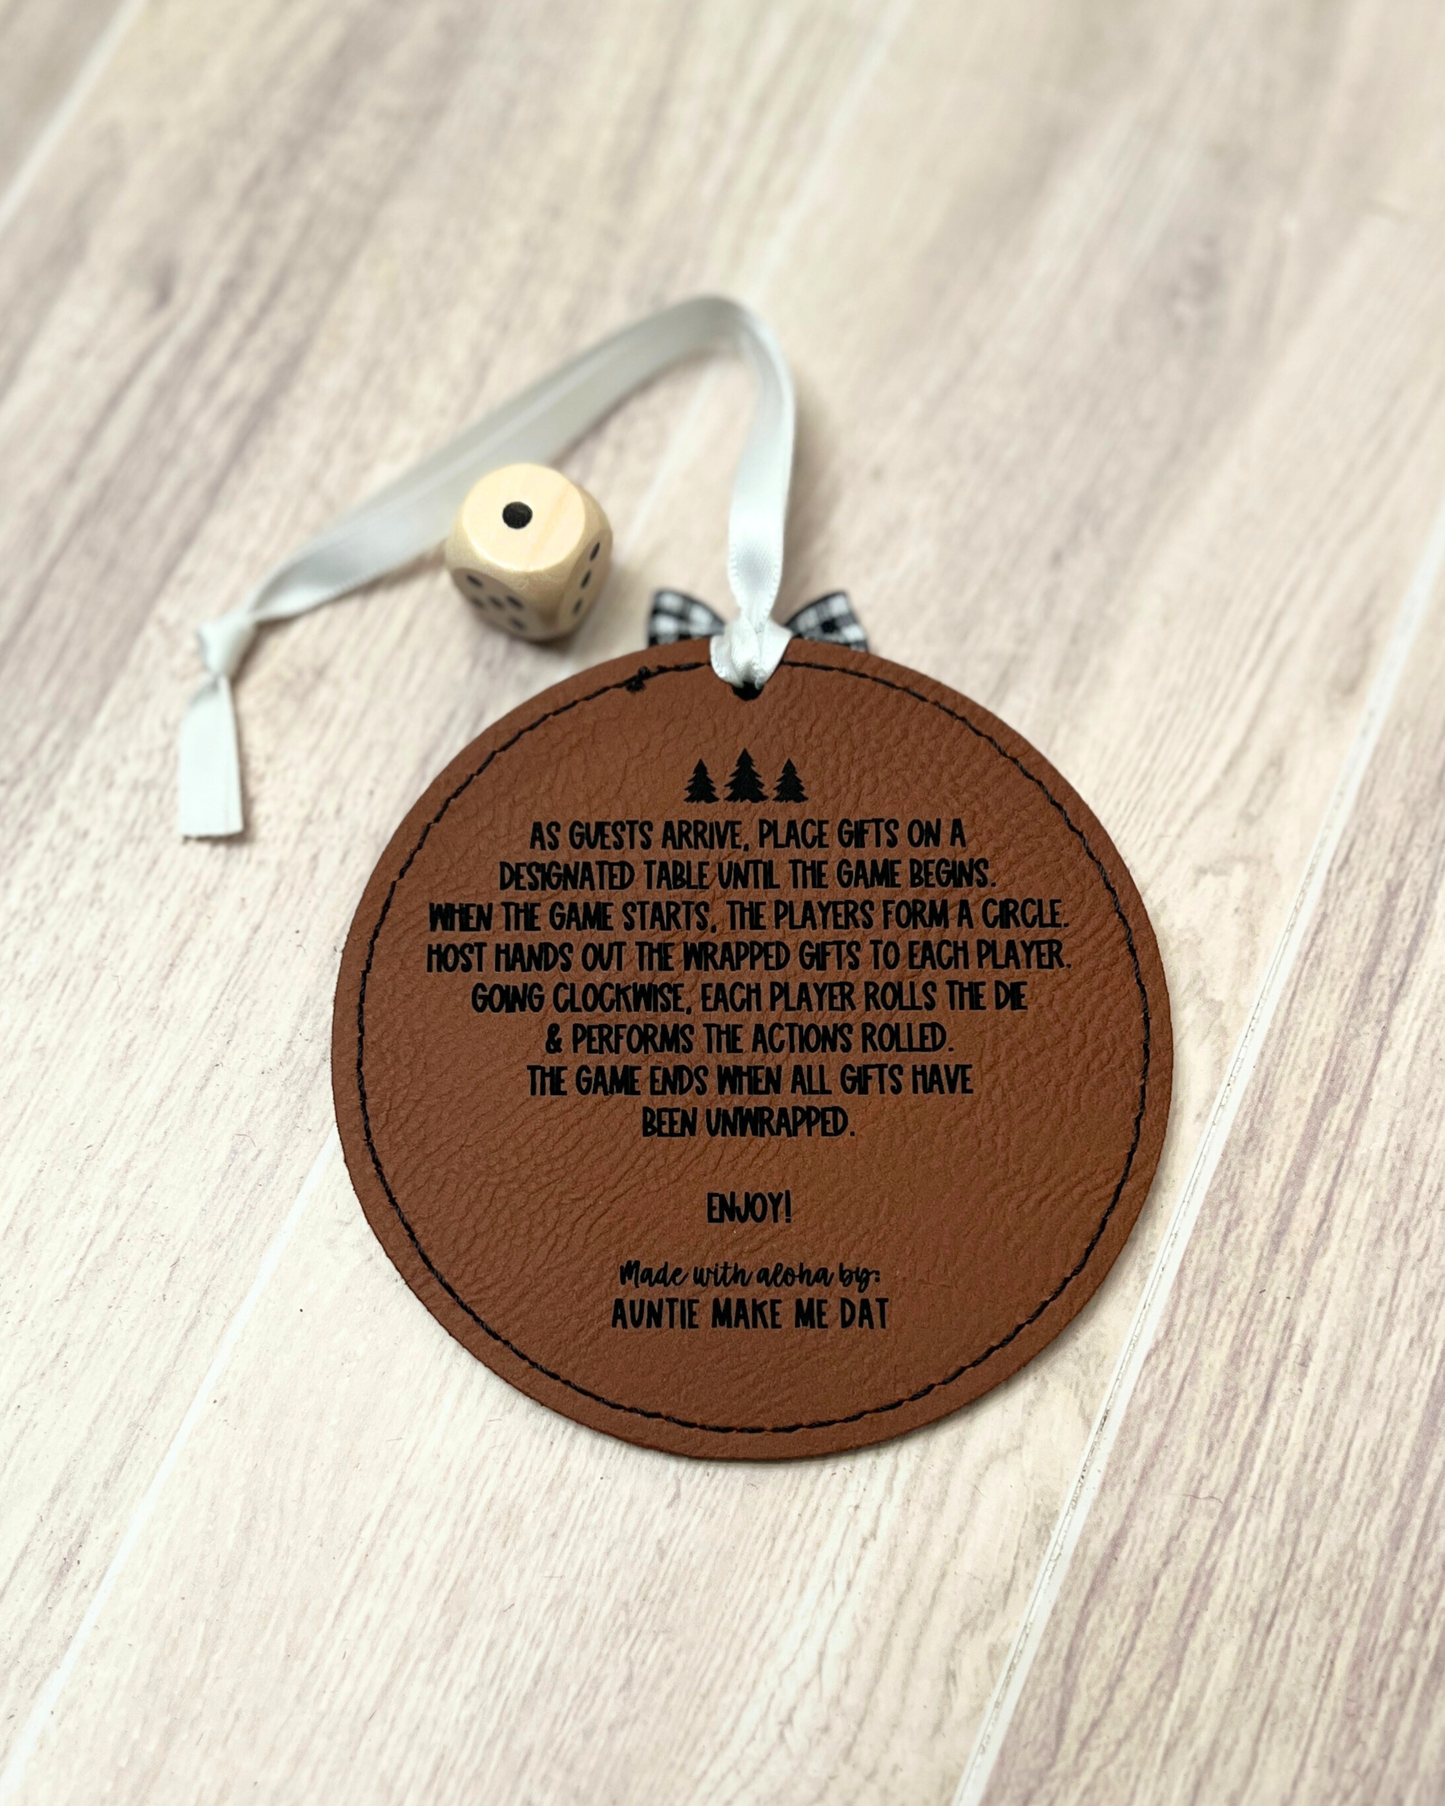 AS GUESTS ARRIVE, PLACE GIFTS ON A
DESIGNATED TABLE UNTIL THE GAME BEGINS.
WHEN THE GAME STARTS, THE PLAYERS FORM A CIRCLE.
HOST HANDS OUT THE WRAPPED GIFTS TO EACH PLAYER.
GOING CLOCKWISE, EACH PLAYER ROLLS THE DIE
& PERFORMS THE ACTIONS ROLLED.
THE GAME ENDS WHEN ALL GIFTS HAVE
BEEN UNWRAPPED.
ENJOY!
Made with aloha by:
AUNTIE MAKE ME DAT